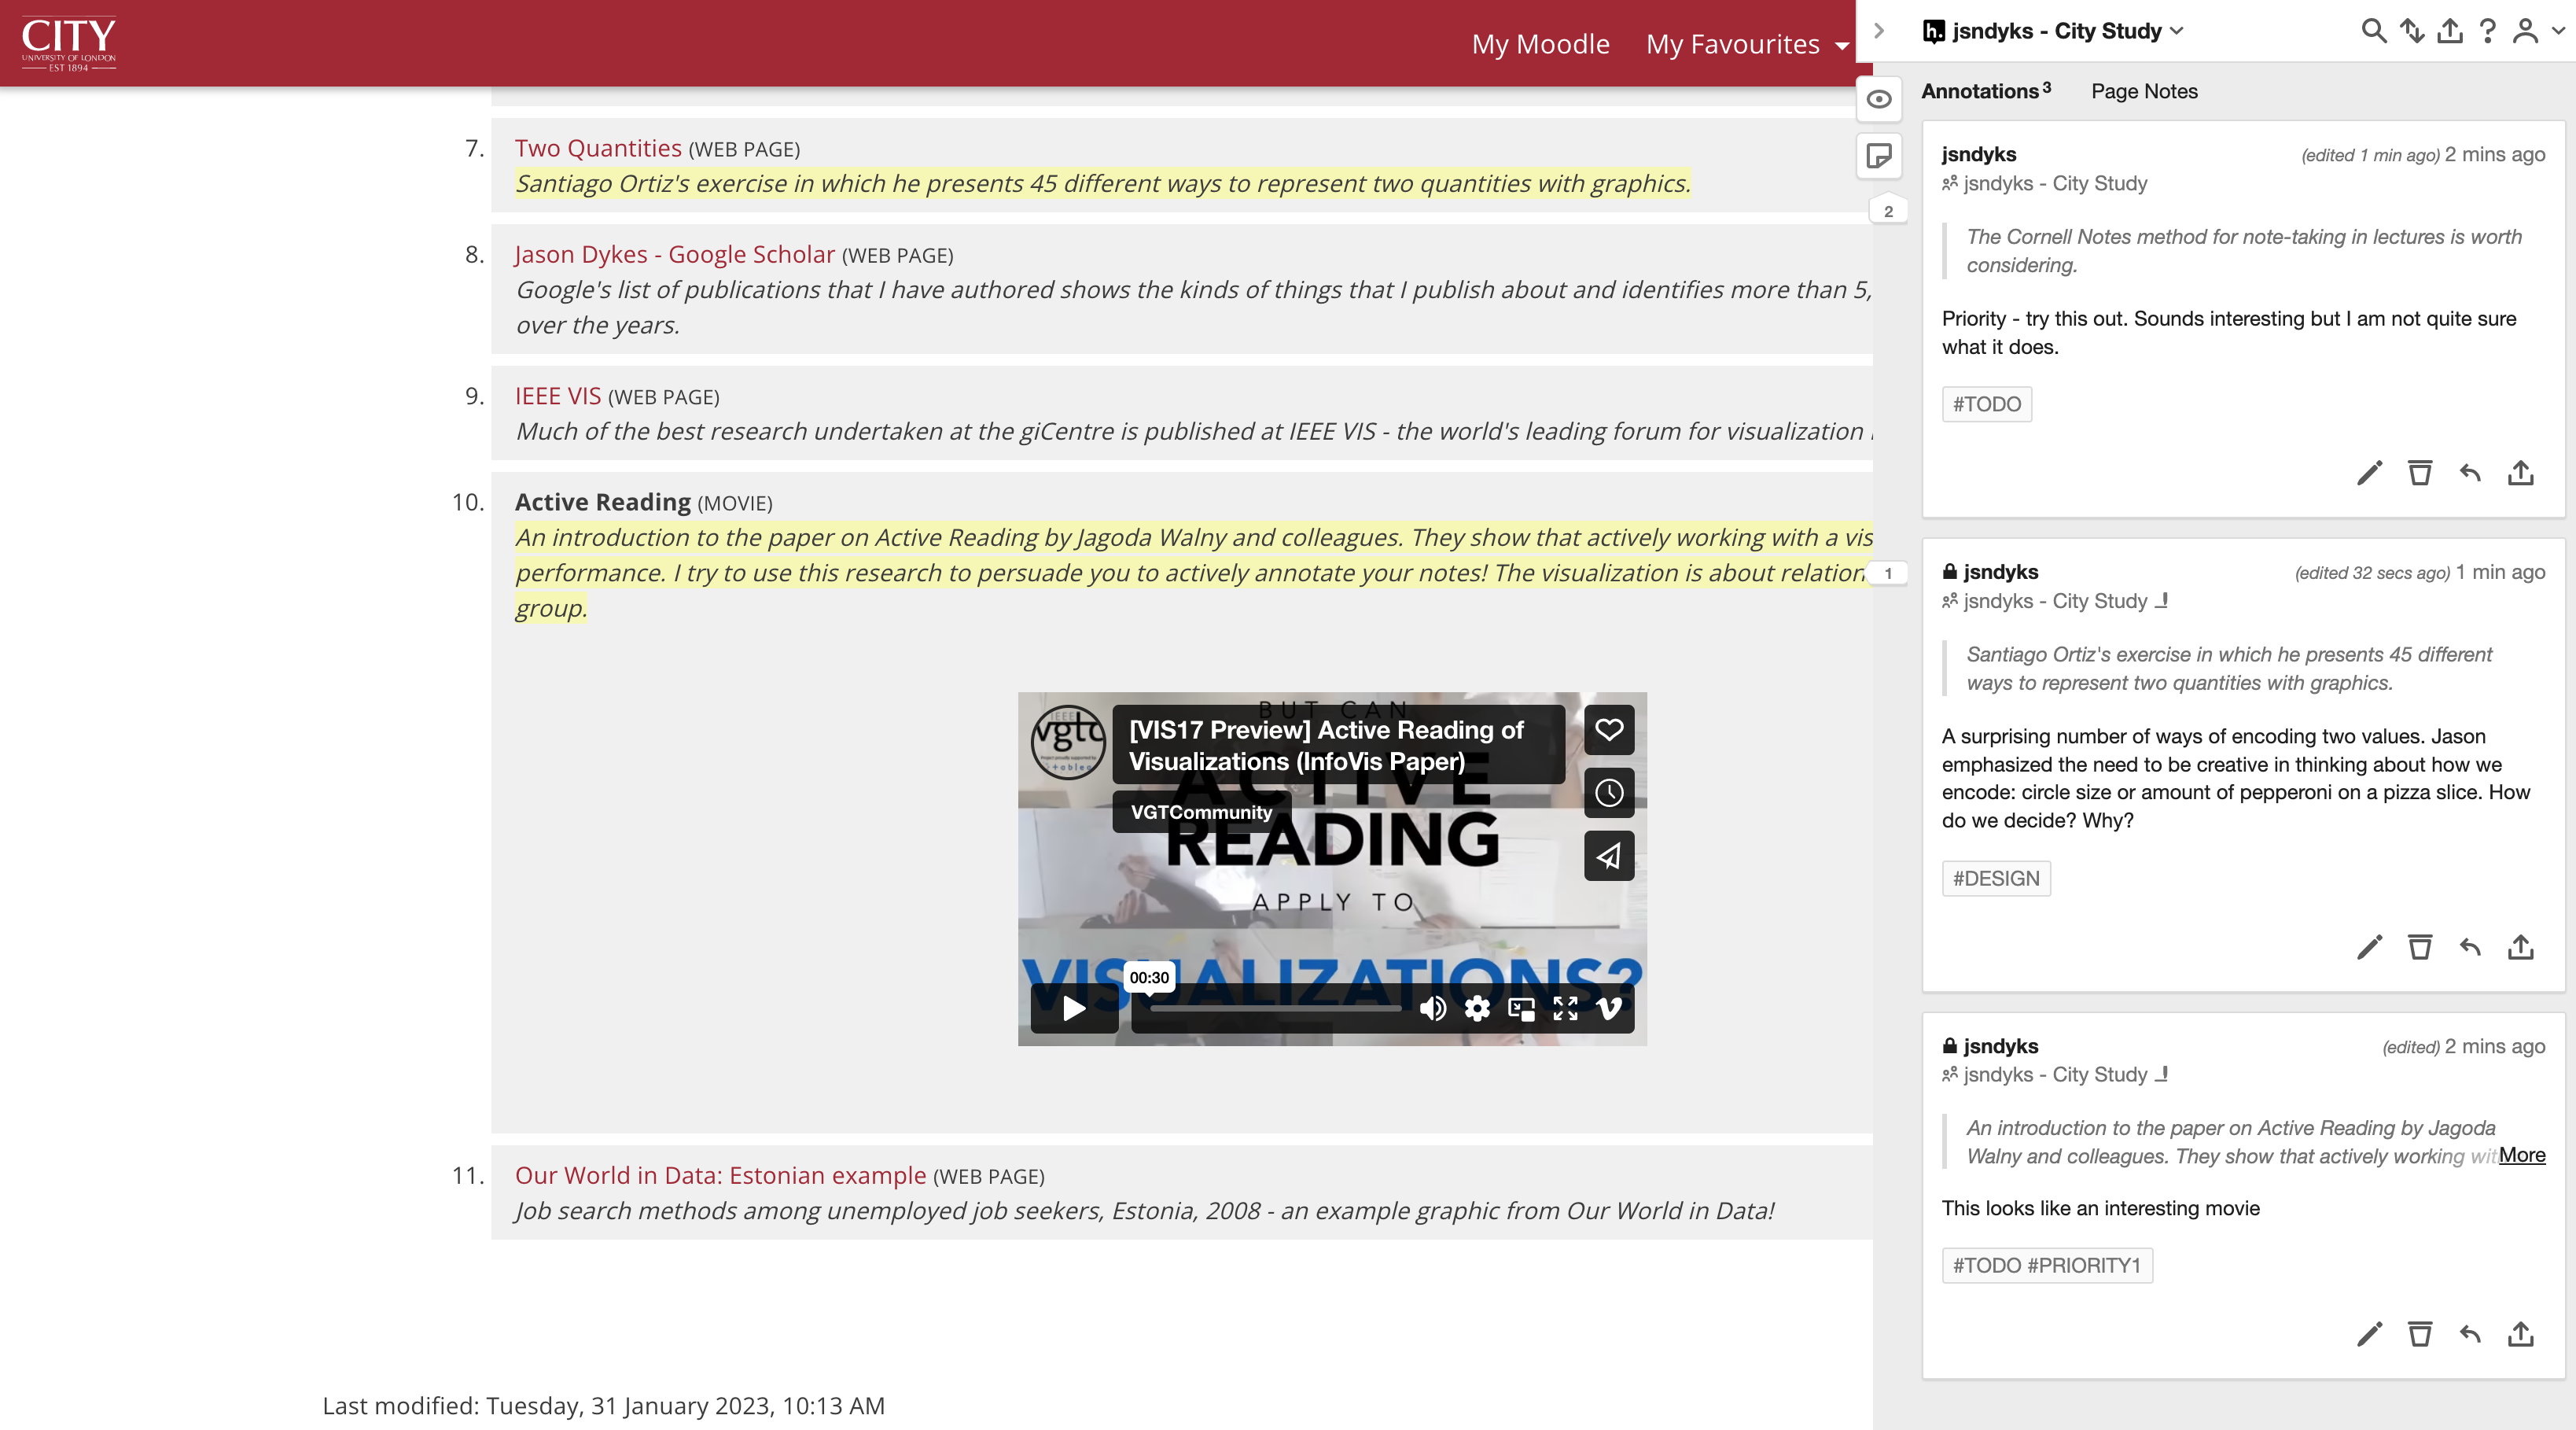 CITY
UNIVERSITY OF LONDON
EST 1894
My Moodle
My Favourites
7. Two Quantities (WEB PAGE)
Santiago Ortiz's exercise in which he presents 45 different ways to represent two quantities with graphics.
8. Jason Dykes - Google Scholar (WEB PAGE)
Google's list of publications that I have authored shows the kinds of things that I publish about and identifies more than 5,
over the years.
9. IEEE VIS (WEB PAGE)
Much of the best research undertaken at the giCentre is published at IEEE VIS - the world's leading forum for visualization
10. Active Reading (MOVIE)
An introduction to the paper on Active Reading by Jagoda Walny and colleagues. They show that actively working with a vis
performance. I try to use this research to persuade you to actively annotate your notes! The visualization is about relation
group.
BUT CAN
IEEE
vgtc
[VIS17 Preview] Active Reading of
Visualizations (InfoVis Paper)
VGTCommunity
ACTIVE
READING
APPLY TO
VISUALIZATIONS?
00:30
11. Our World in Data: Estonian example (WEB PAGE)
Job search methods among unemployed job seekers, Estonia, 2008 - an example graphic from Our World in Data!
Last modified: Tuesday, 31 January 2023, 10:13 AM
2
1
h. jsndyks - City Study
?
Annotations 3
Page Notes
jsndyks
(edited 1 min ago) 2 mins ago
jsndyks - City Study
The Cornell Notes method for note-taking in lectures is worth
considering.
Priority - try this out. Sounds interesting but I am not quite sure
what it does.
#TODO
jsndyks
(edited 32 secs ago) 1 min ago
jsndyks - City Study
Santiago Ortiz's exercise in which he presents 45 different
ways to represent two quantities with graphics.
A surprising number of ways of encoding two values. Jason
emphasized the need to be creative in thinking about how we
encode: circle size or amount of pepperoni on a pizza slice. How
do we decide? Why?
#DESIGN
jsndyks
(edited) 2 mins ago
jsndyks - City Study
An introduction to the paper on Active Reading by Jagoda
Walny and colleagues. They show that actively working wit More
This looks like an interesting movie
#TODO #PRIORITY1